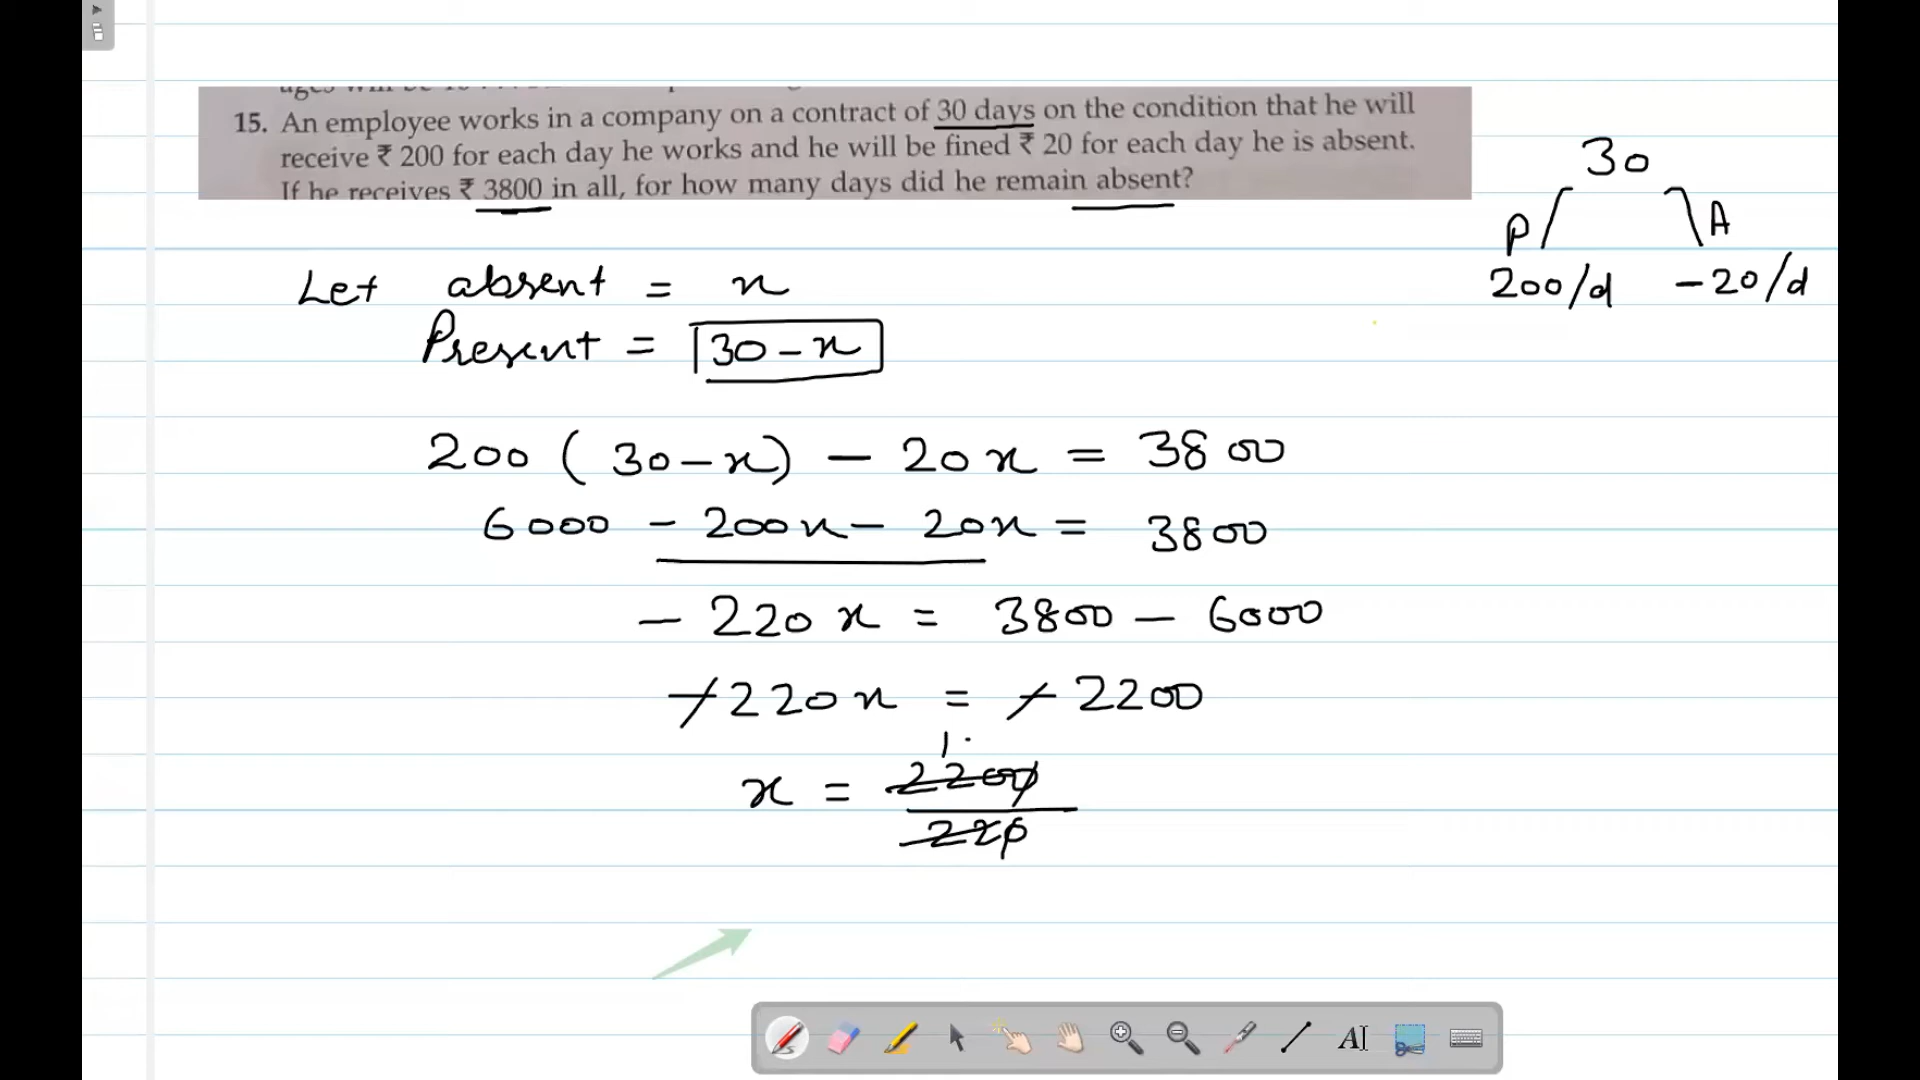 15. An employee works in a company on a contract of 30 days on the condition that he will
receive ₹ 200 for each day he works and he will be fined ₹ 20 for each day he is absent.
If he receives ₹ 3800 in all, for how many days did he remain absent?
30
P A
200/d -20/d
Let absent = x
Present = 30-x
200 (30-x) - 20x = 3800
6000 - 200x - 20x = 3800
- 220x = 3800 - 6000
-220x = -2200
1
x = 2200
220
AI